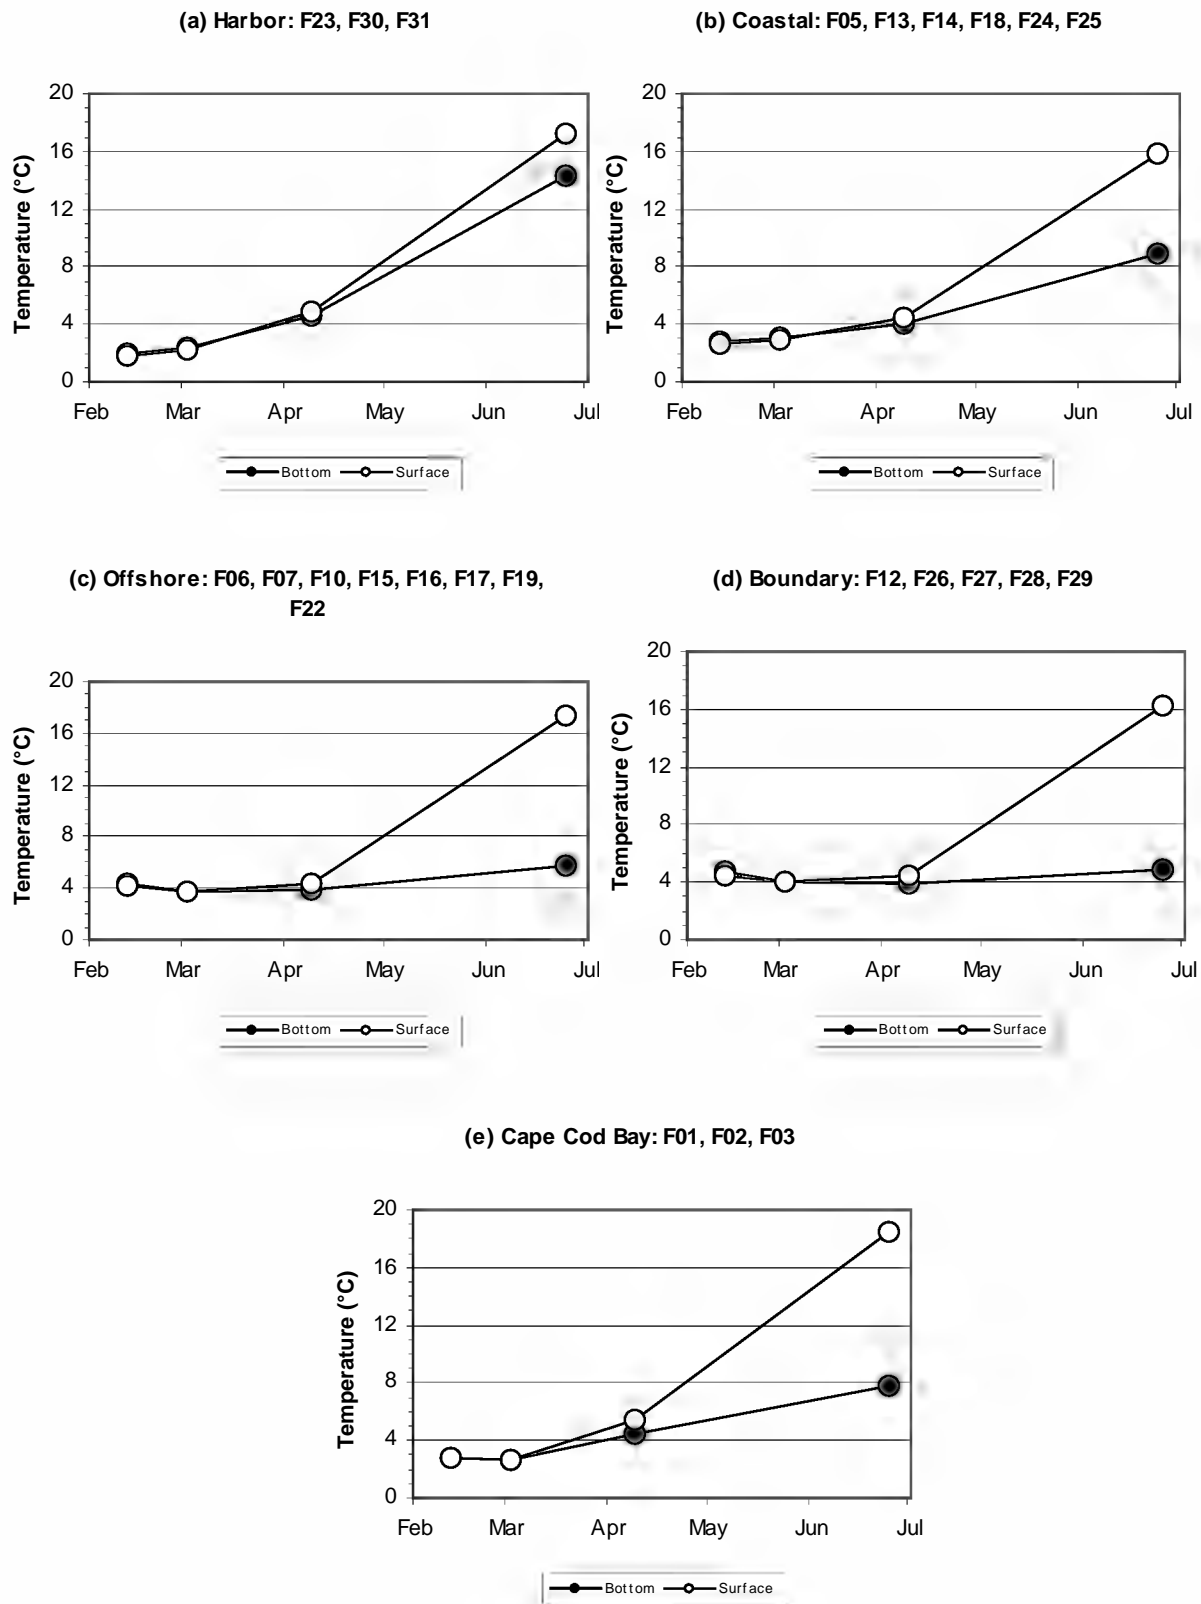 (a) Harbor: F23, F30, F31
20
16
12
8
4
0
Temperature (°C)
Feb Mar Apr May Jun Jul
Bottom Surface
(b) Coastal: F05, F13, F14, F18, F24, F25
20
16
12
8
4
0
Temperature (°C)
Feb Mar Apr May Jun Jul
Bottom Surface
(c) Offshore: F06, F07, F10, F15, F16, F17, F19,
F22
20
16
12
8
4
0
Temperature (°C)
Feb Mar Apr May Jun Jul
Bottom Surface
(d) Boundary: F12, F26, F27, F28, F29
20
16
12
8
4
0
Temperature (°C)
Feb Mar Apr May Jun Jul
Bottom Surface
(e) Cape Cod Bay: F01, F02, F03
20
16
12
8
4
0
Temperature (°C)
Feb Mar Apr May Jun Jul
Bottom Surface